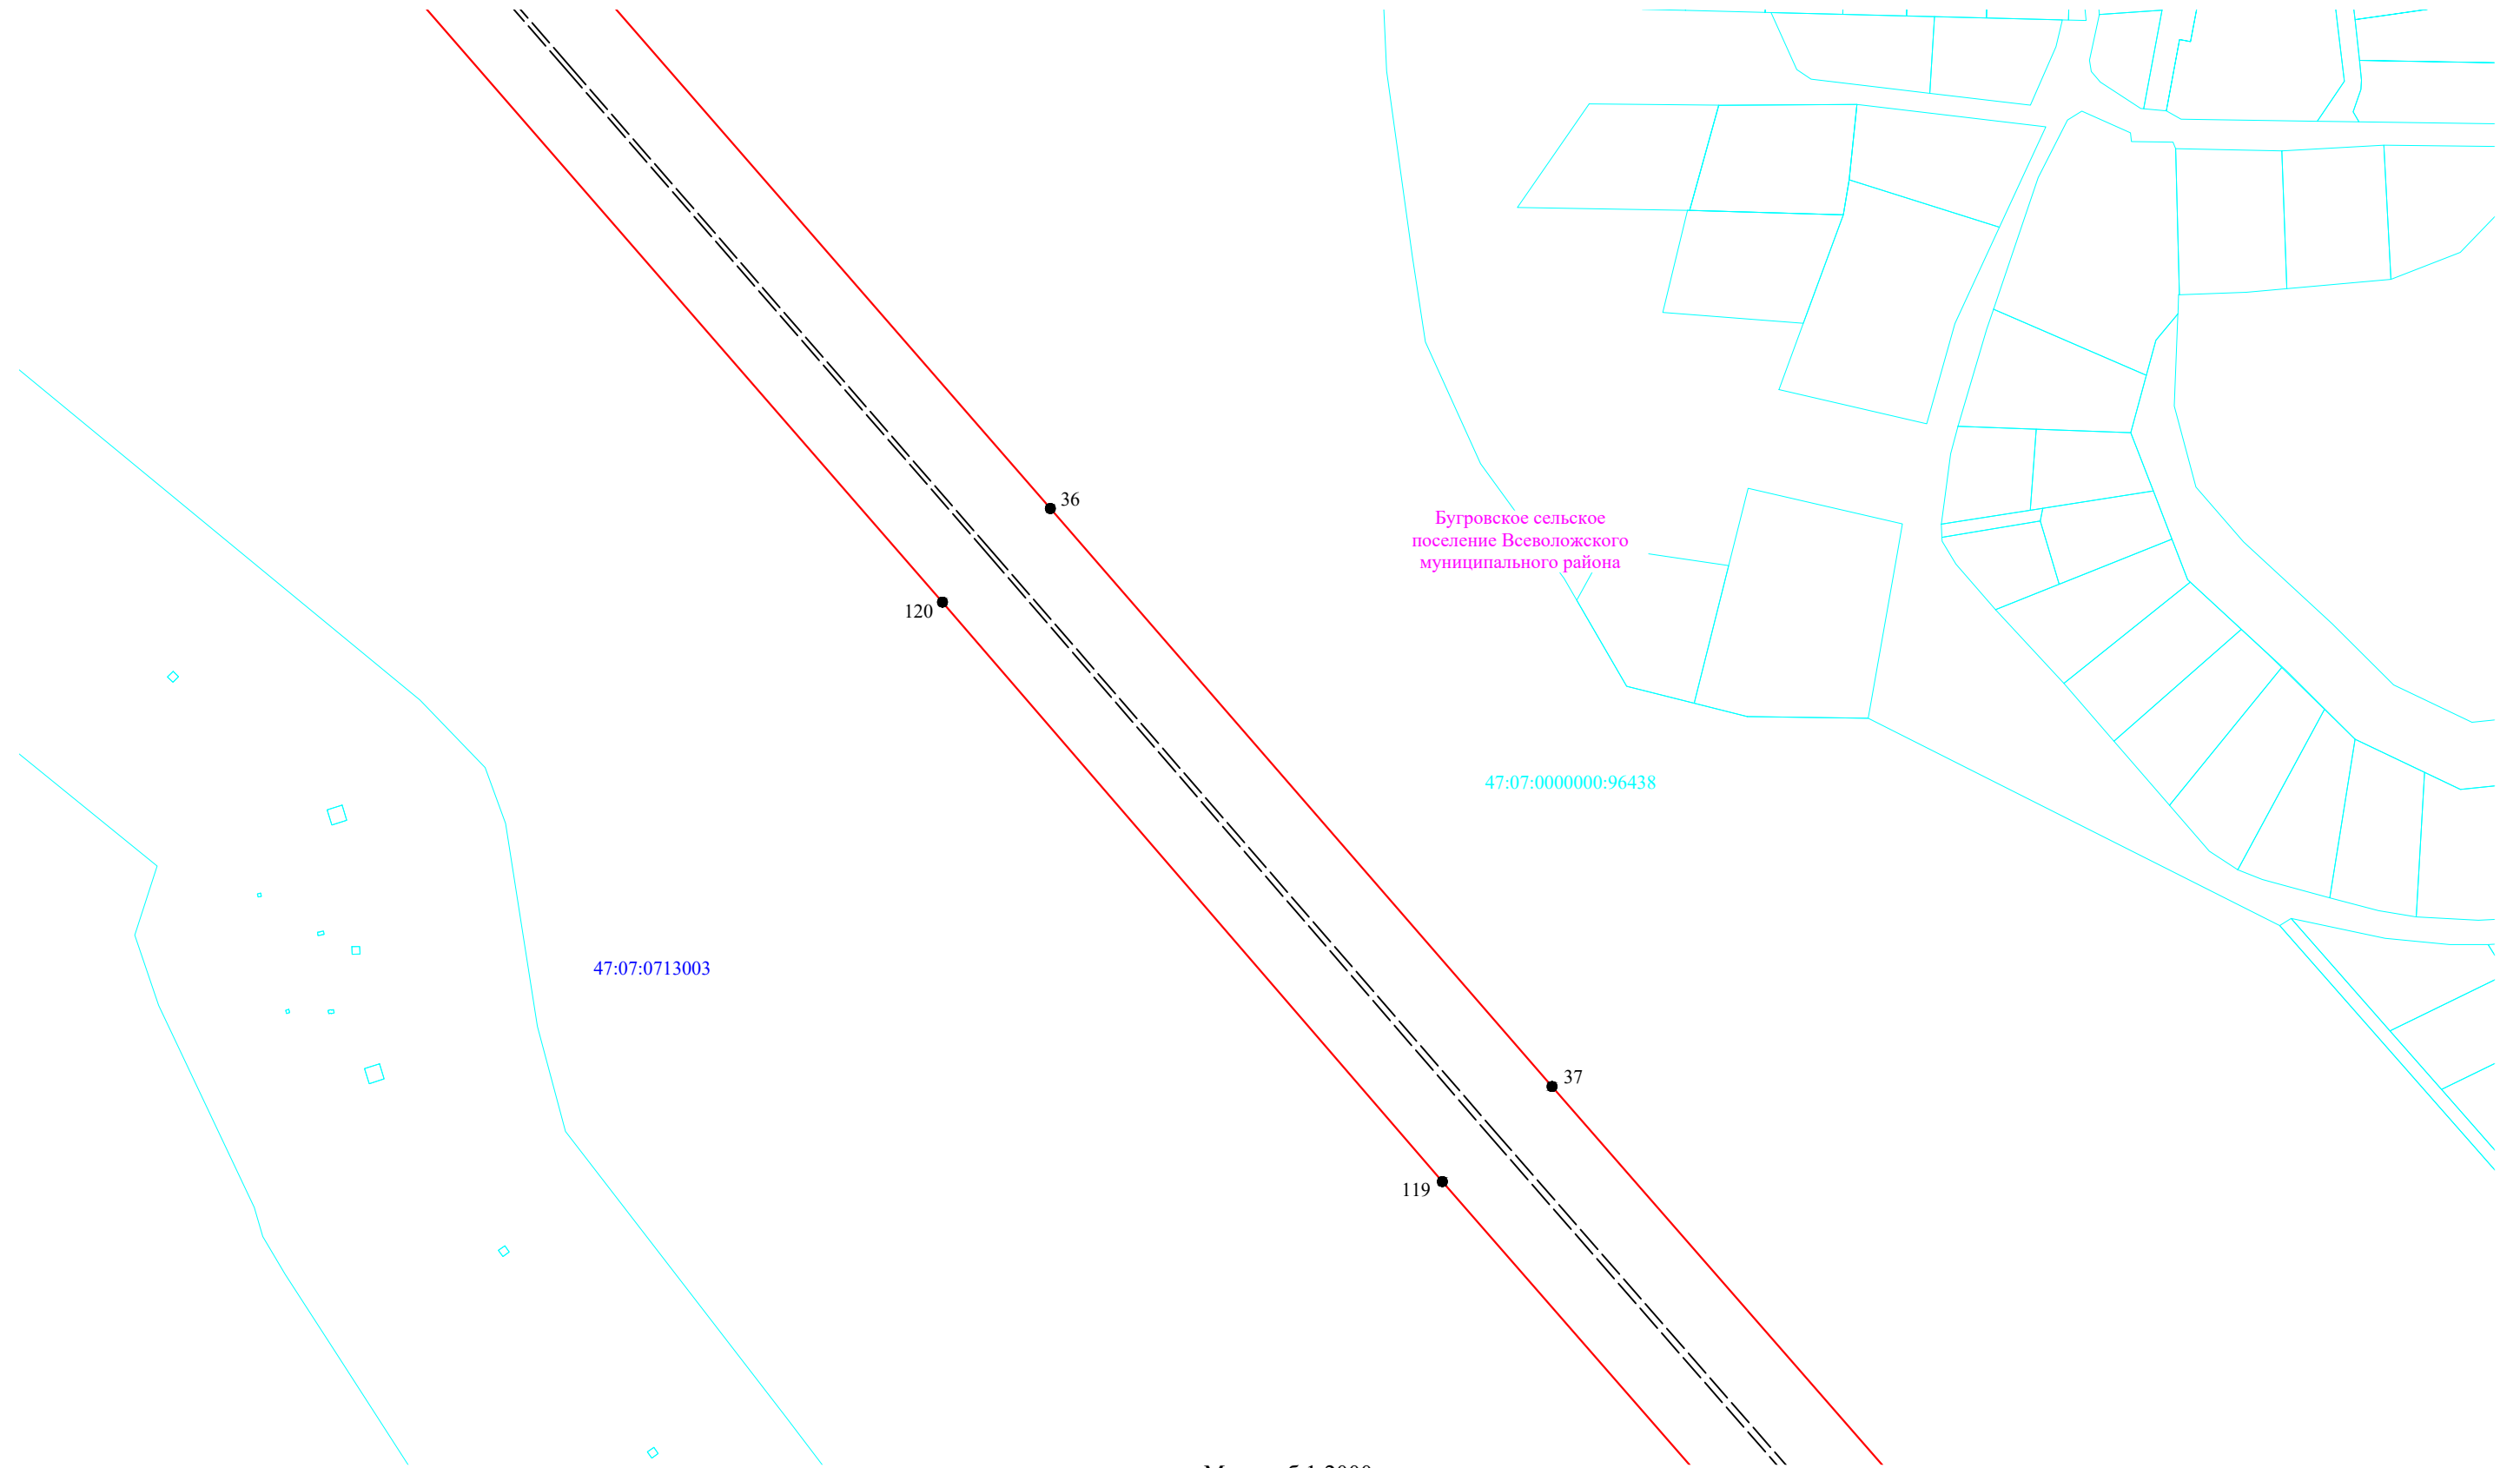 36
Бугровское сельское
поселение Всеволожского
муниципального района
120
47:07:0000000:96438
47:07:0713003
37
119